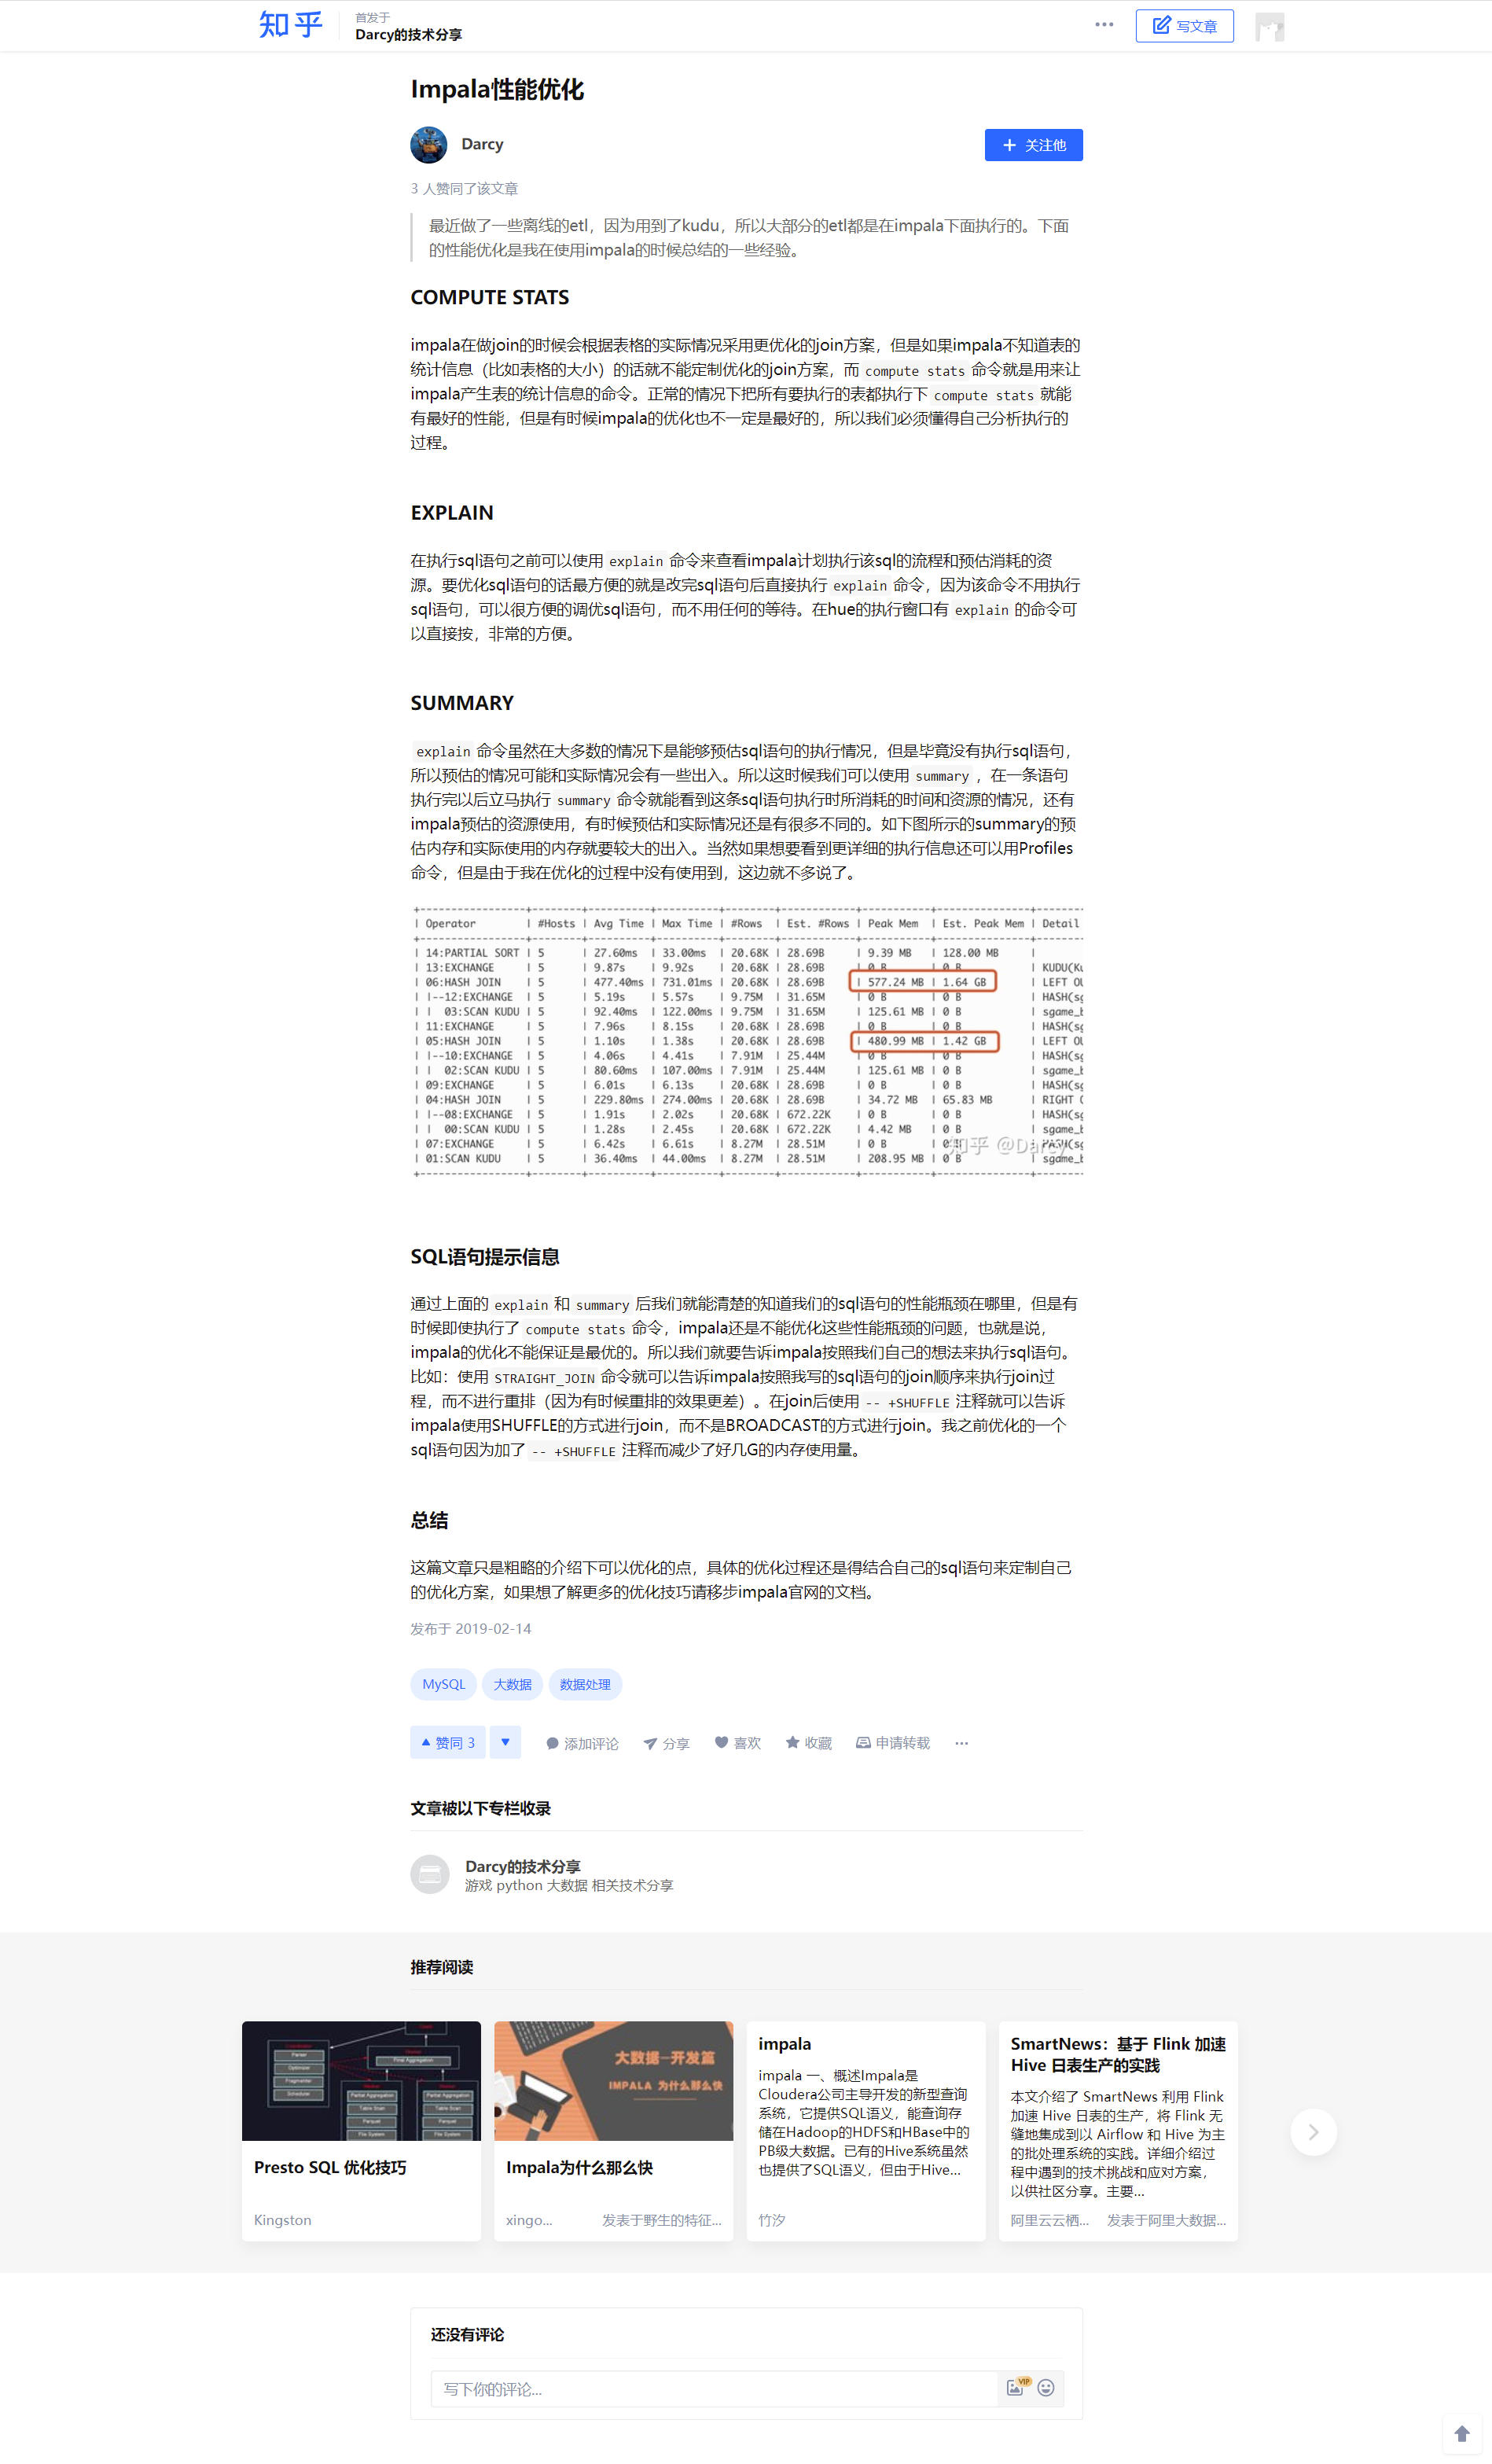 知乎
首发于
Darcy的技术分享
写文章
Impala性能优化
Darcy
关注他
3 人赞同了该文章
最近做了一些离线的etl，因为用到了kudu，所以大部分的etl都是在impala下面执行的。下面
的性能优化是我在使用impala的时候总结的一些经验。
COMPUTE STATS
impala在做join的时候会根据表格的实际情况采用更优化的join方案，但是如果impala不知道表的
统计信息（比如表格的大小）的话就不能定制优化的join方案，而 compute stats 命令就是用来让
impala产生表的统计信息的命令。正常的情况下把所有要执行的表都执行下 compute stats 就能
有最好的性能，但是有时候impala的优化也不一定是最好的，所以我们必须懂得自己分析执行的
过程。
EXPLAIN
在执行sql语句之前可以使用 explain 命令来查看impala计划执行该sql的流程和预估消耗的资
源。要优化sql语句的话最方便的就是改完sql语句后直接执行 explain 命令，因为该命令不用执行
sql语句，可以很方便的调优sql语句，而不用任何的等待。在hue的执行窗口有 explain 的命令可
以直接按，非常的方便。
SUMMARY
explain 命令虽然在大多数的情况下是能够预估sql语句的执行情况，但是毕竟没有执行sql语句，
所以预估的情况可能和实际情况会有一些出入。所以这时候我们可以使用 summary ，在一条语句
执行完以后立马执行 summary 命令就能看到这条sql语句执行时所消耗的时间和资源的情况，还有
impala预估的资源使用，有时候预估和实际情况还是有很多不同的。如下图所示的summary的预
估内存和实际使用的内存就要较大的出入。当然如果想要看到更详细的执行信息还可以用Profiles
命令，但是由于我在优化的过程中没有使用到，这边就不多说了。
| Operator | #Hosts | Avg Time | Max Time | #Rows | Est. #Rows | Peak Mem | Est. Peak Mem | Detail
| 14:PARTIAL SORT | 5 | 27.60ms | 33.00ms | 20.68K | 28.69B | 9.39 MB | 128.00 MB |
| 13:EXCHANGE | 5 | 9.87s | 9.92s | 20.68K | 28.69B | 0 B | 0 B | KUDU(Ku
| 06:HASH JOIN | 5 | 477.40ms | 731.01ms | 20.68K | 28.69B | 577.24 MB | 1.64 GB | LEFT OU
| |--12:EXCHANGE | 5 | 5.19s | 5.57s | 9.75M | 31.65M | 0 B | 0 B | HASH(sg
| | 03:SCAN KUDU | 5 | 92.40ms | 122.00ms | 9.75M | 31.65M | 125.61 MB | 0 B | sgame_b
| 11:EXCHANGE | 5 | 7.96s | 8.15s | 20.68K | 28.69B | 0 B | 0 B | HASH(sg
| 05:HASH JOIN | 5 | 1.10s | 1.38s | 20.68K | 28.69B | 480.99 MB | 1.42 GB | LEFT OU
| |--10:EXCHANGE | 5 | 4.06s | 4.41s | 7.91M | 25.44M | 0 B | 0 B | HASH(sg
| | 02:SCAN KUDU | 5 | 80.60ms | 107.00ms | 7.91M | 25.44M | 125.61 MB | 0 B | sgame_b
| 09:EXCHANGE | 5 | 6.01s | 6.13s | 20.68K | 28.69B | 0 B | 0 B | HASH(sg
| 04:HASH JOIN | 5 | 229.80ms | 274.00ms | 20.68K | 28.69B | 34.72 MB | 65.83 MB | RIGHT O
| |--08:EXCHANGE | 5 | 1.91s | 2.02s | 20.68K | 672.22K | 0 B | 0 B | HASH(sg
| | 00:SCAN KUDU | 5 | 1.28s | 2.45s | 20.68K | 672.22K | 4.42 MB | 0 B | sgame_b
| 07:EXCHANGE | 5 | 6.42s | 6.61s | 8.27M | 28.51M | 0 B | 0 B | HASH(sg
| 01:SCAN KUDU | 5 | 36.40ms | 44.00ms | 8.27M | 28.51M | 208.95 MB | 0 B | sgame_b
知乎 @Darcy
SQL语句提示信息
通过上面的 explain 和 summary 后我们就能清楚的知道我们的sql语句的性能瓶颈在哪里，但是有
时候即使执行了 compute stats 命令，impala还是不能优化这些性能瓶颈的问题，也就是说，
impala的优化不能保证是最优的。所以我们就要告诉impala按照我们自己的想法来执行sql语句。
比如：使用 STRAIGHT_JOIN 命令就可以告诉impala按照我写的sql语句的join顺序来执行join过
程，而不进行重排（因为有时候重排的效果更差）。在join后使用 -- +SHUFFLE 注释就可以告诉
impala使用SHUFFLE的方式进行join，而不是BROADCAST的方式进行join。我之前优化的一个
sql语句因为加了 -- +SHUFFLE 注释而减少了好几G的内存使用量。
总结
这篇文章只是粗略的介绍下可以优化的点，具体的优化过程还是得结合自己的sql语句来定制自己
的优化方案，如果想了解更多的优化技巧请移步impala官网的文档。
发布于 2019-02-14
MySQL 大数据 数据处理
赞同 3 添加评论 分享 喜欢 收藏 申请转载
文章被以下专栏收录
Darcy的技术分享
游戏 python 大数据 相关技术分享
推荐阅读
Presto SQL 优化技巧
Kingston
大数据—开发篇
IMPALA 为什么那么快
Impala为什么那么快
xingo... 发表于野生的特征...
impala
impala 一、概述Impala是
Cloudera公司主导开发的新型查询
系统，它提供SQL语义，能查询存
储在Hadoop的HDFS和HBase中的
PB级大数据。已有的Hive系统虽然
也提供了SQL语义，但由于Hive...
竹汐
SmartNews：基于 Flink 加速
Hive 日表生产的实践
本文介绍了 SmartNews 利用 Flink
加速 Hive 日表的生产，将 Flink 无
缝地集成到以 Airflow 和 Hive 为主
的批处理系统的实践。详细介绍过
程中遇到的技术挑战和应对方案，
以供社区分享。主要...
阿里云云栖... 发表于阿里大数据...
还没有评论
写下你的评论...
VIP